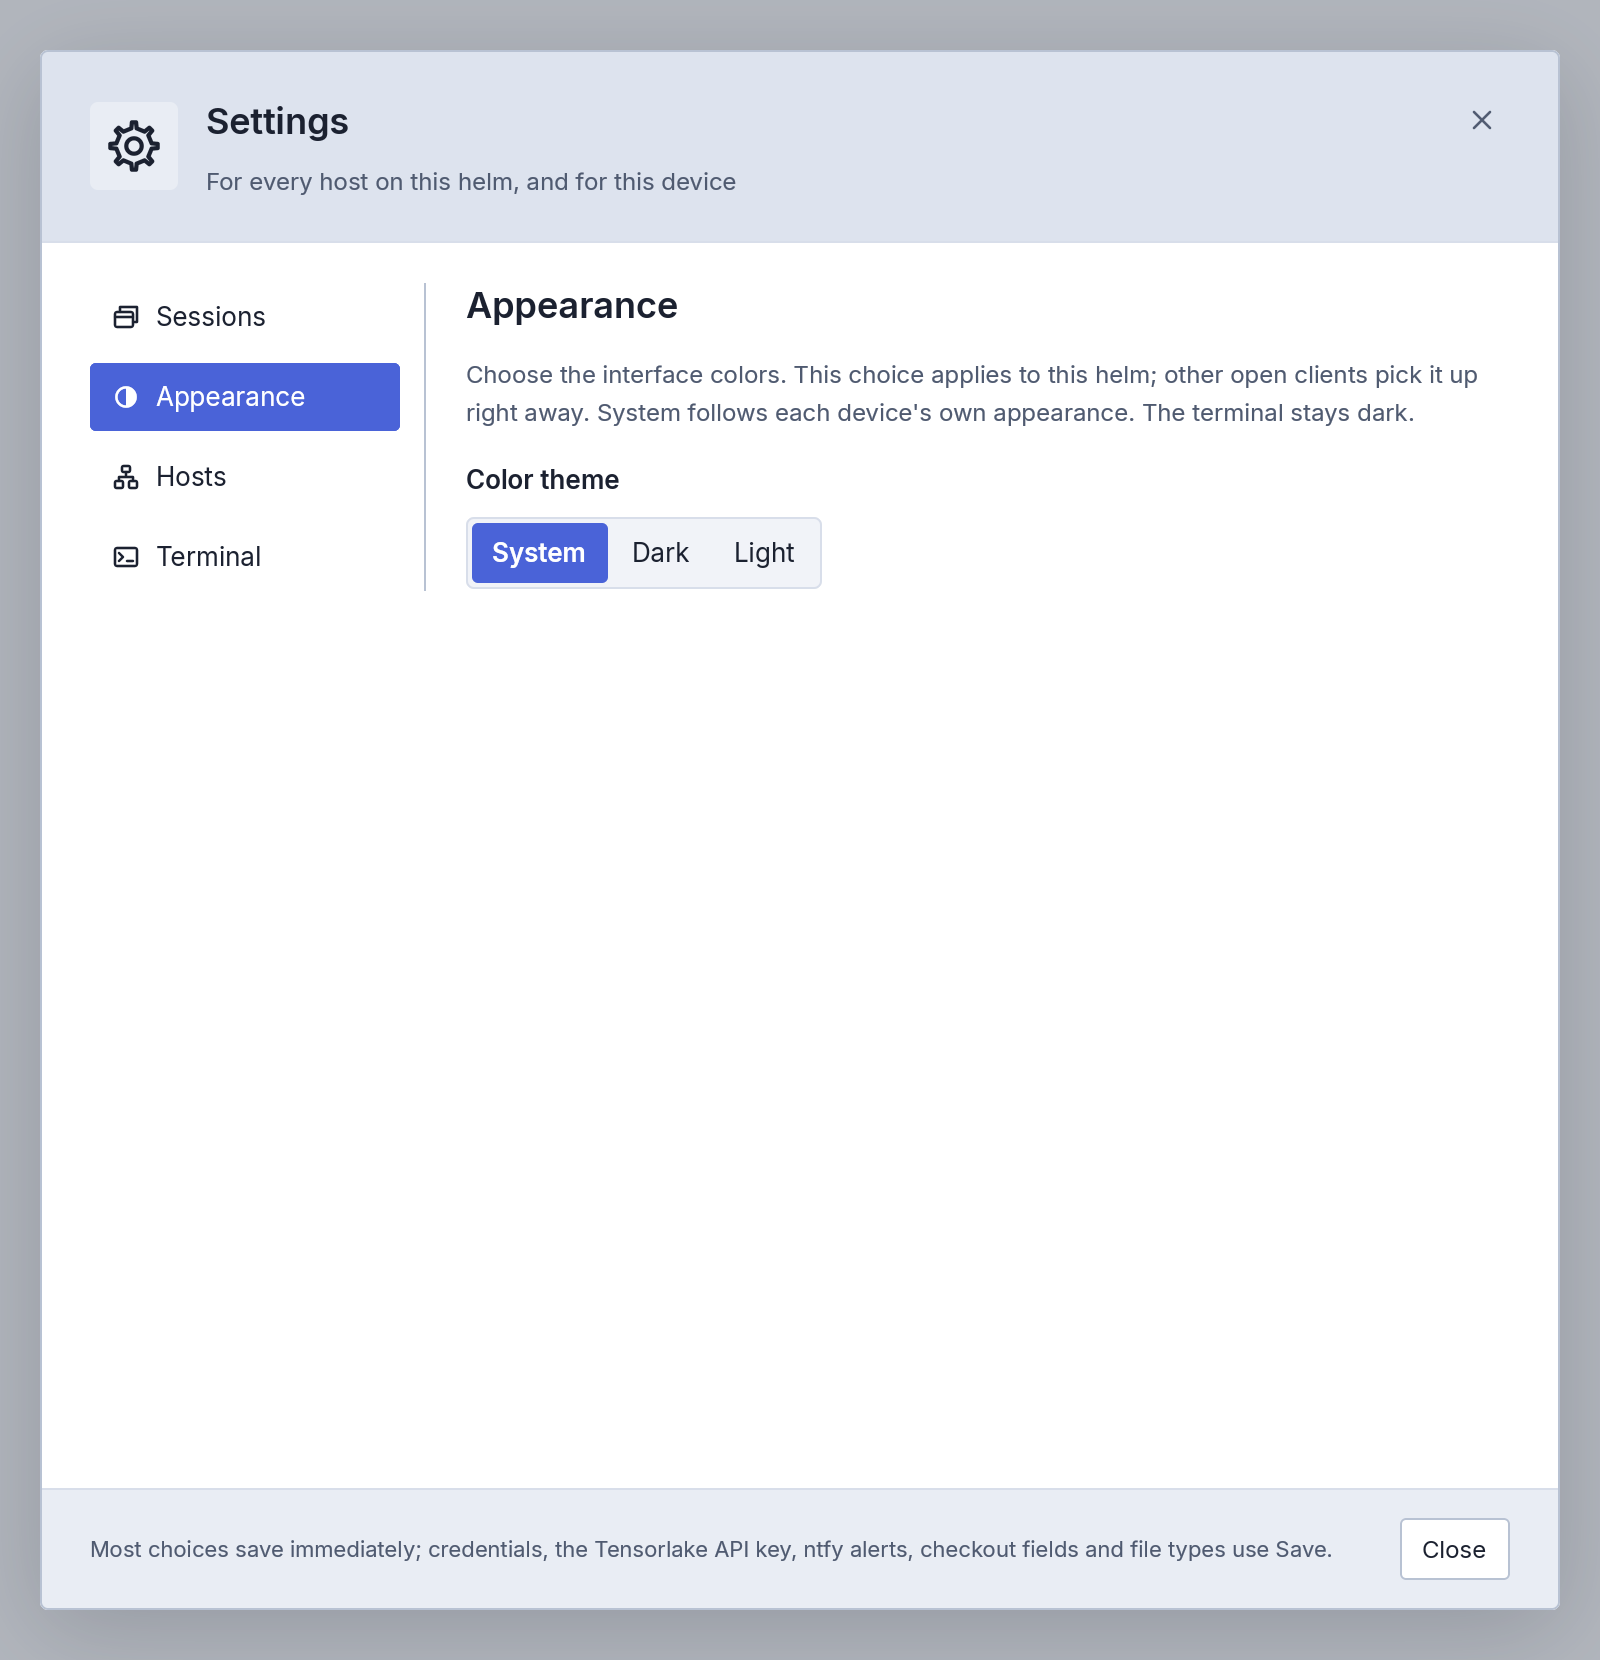 Settings
For every host on this helm, and for this device
Sessions
Appearance
Hosts
Terminal
Appearance
Choose the interface colors. This choice applies to this helm; other open clients pick it up
right away. System follows each device's own appearance. The terminal stays dark.
Color theme
System Dark Light
Most choices save immediately; credentials, the Tensorlake API key, ntfy alerts, checkout fields and file types use Save.
Close